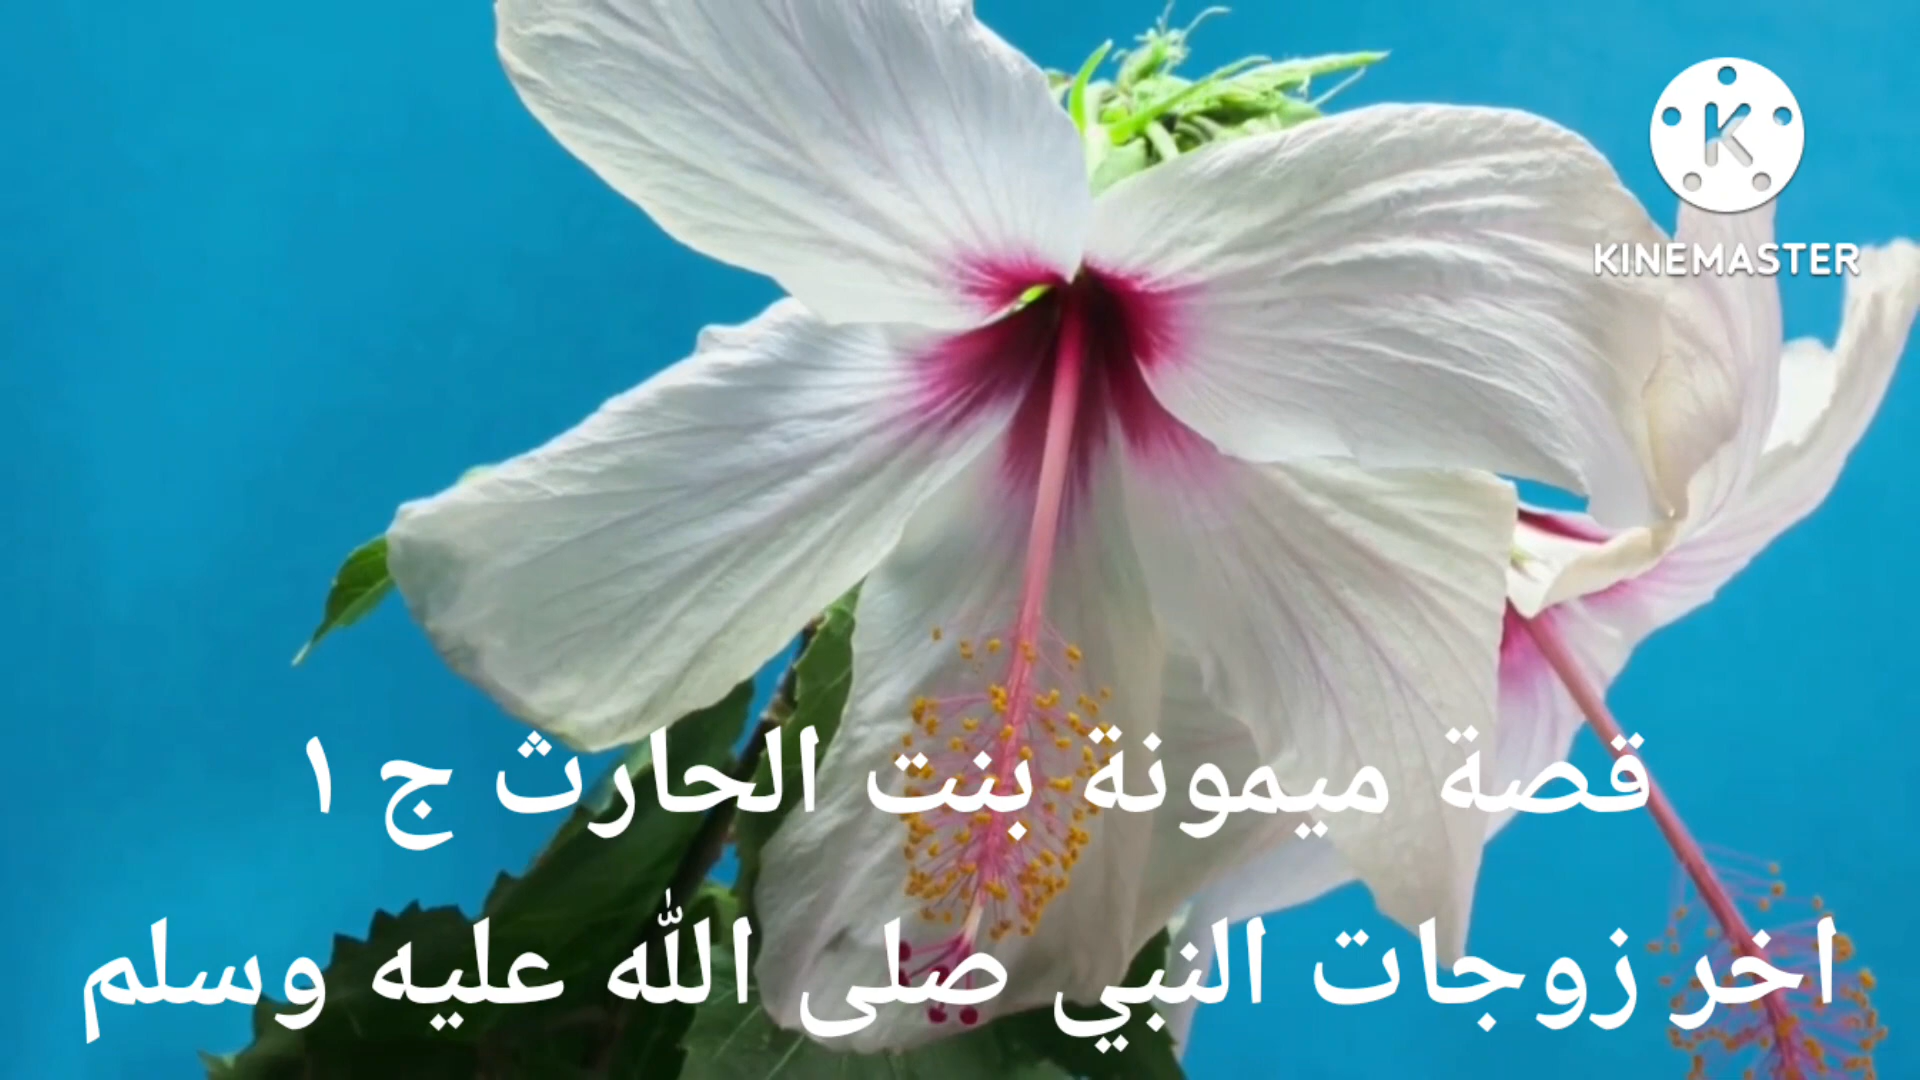 KINEMASTER
قصة ميمونة بنت الحارث ج ١
اخر زوجات النبي صلى الله عليه وسلم